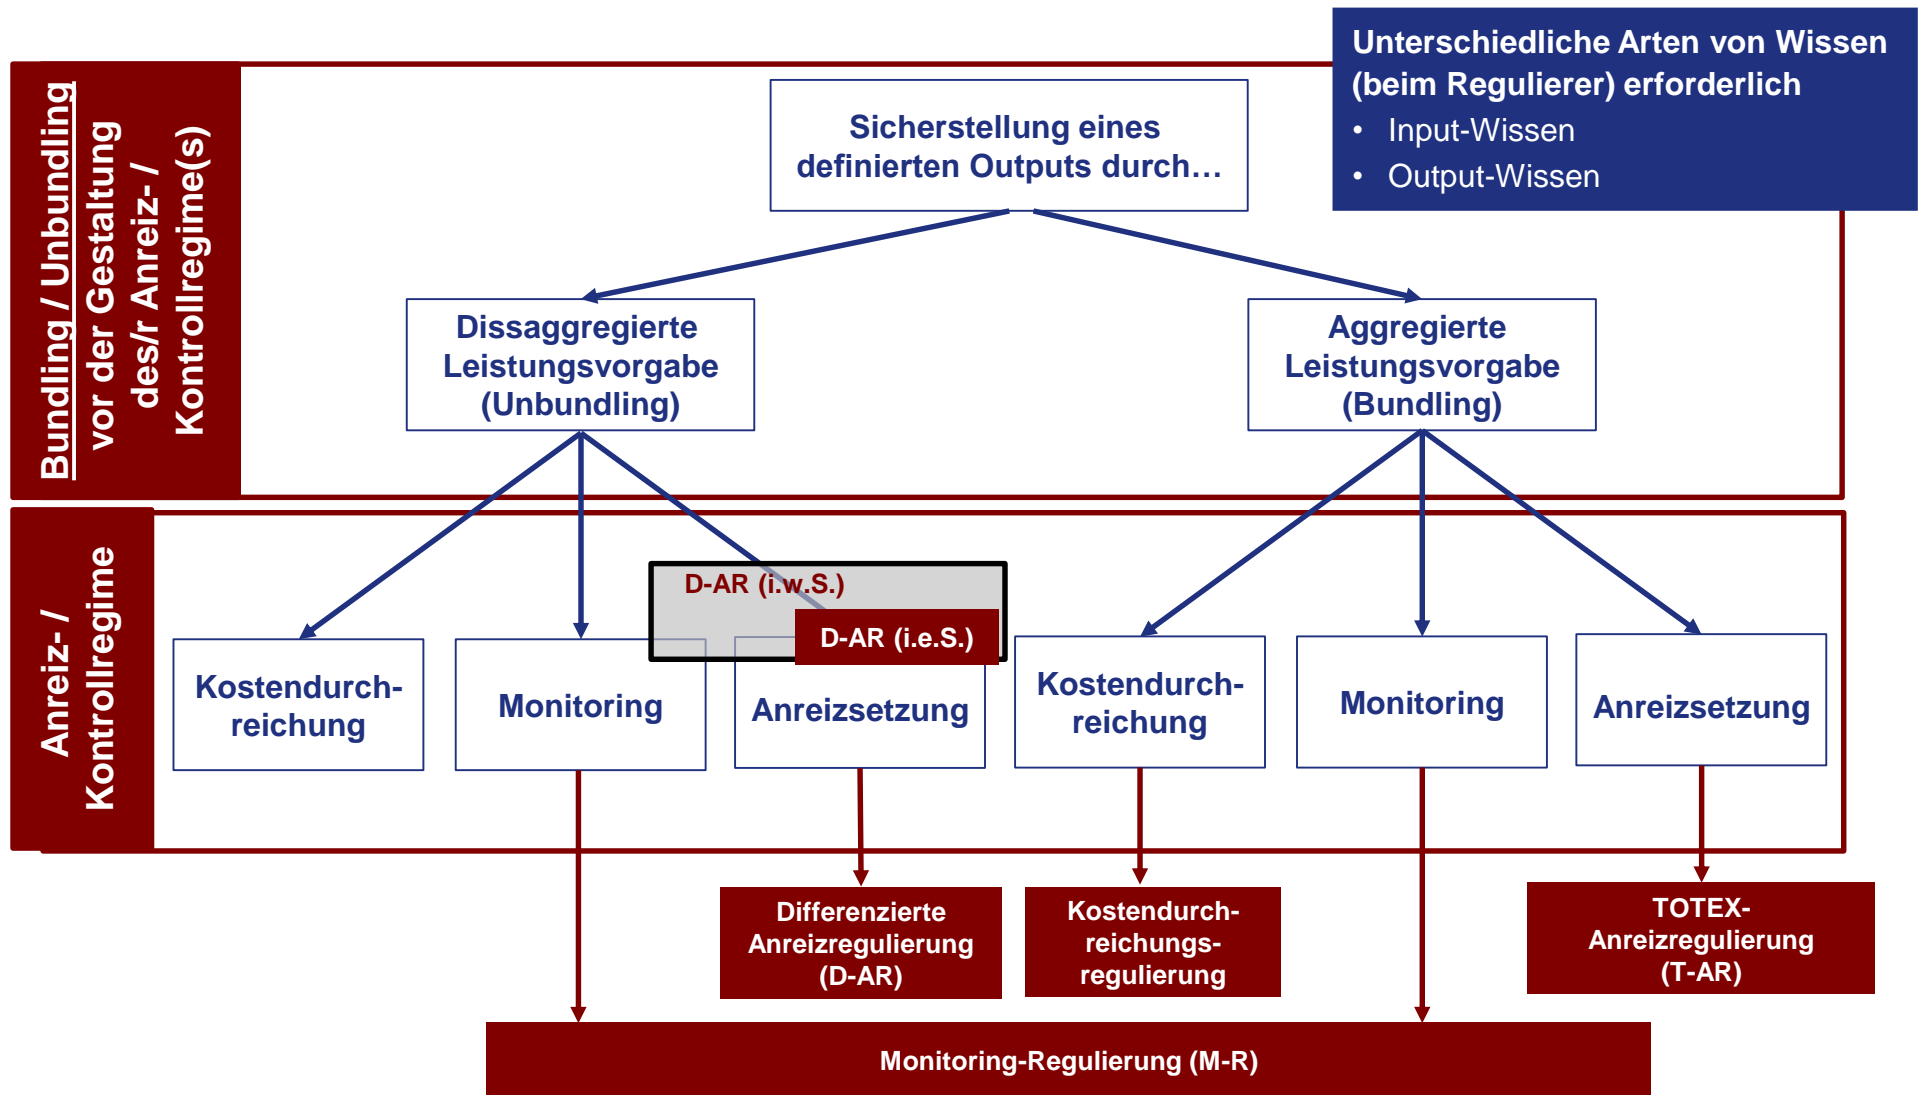 Unterschiedliche Arten von Wissen
(beim Regulierer) erforderlich
• Input-Wissen
• Output-Wissen
Bundling / Unbundling
vor der Gestaltung
des/r Anreiz- /
Kontrollregime(s)
Sicherstellung eines
definierten Outputs durch…
Dissaggregierte
Leistungsvorgabe
(Unbundling)
Aggregierte
Leistungsvorgabe
(Bundling)
Anreiz- /
Kontrollregime
D-AR (i.w.S.)
D-AR (i.e.S.)
Kostendurch-
reichung
Monitoring
Anreizsetzung
Kostendurch-
reichung
Monitoring
Anreizsetzung
Differenzierte
Anreizregulierung
(D-AR)
Kostendurch-
reichungs-
regulierung
TOTEX-
Anreizregulierung
(T-AR)
Monitoring-Regulierung (M-R)